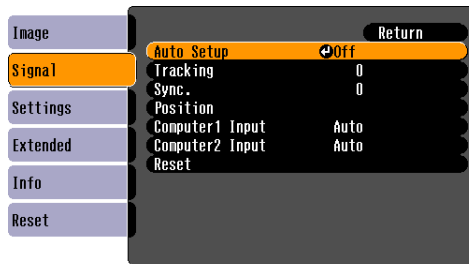 Image
Signal
Settings
Extended
Info
Reset
Return
Auto Setup Off
Tracking 0
Sync. 0
Position
Computer1 Input Auto
Computer2 Input Auto
Reset